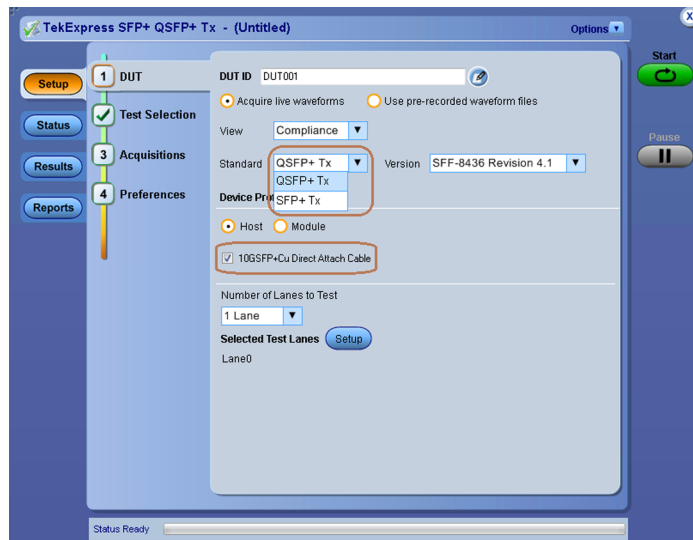 TekExpress SFP+ QSFP+ Tx - (Untitled)
Options
x
Start
Pause
Setup
Status
Results
Reports
1 DUT
Test Selection
3 Acquisitions
4 Preferences
DUT ID DUT001
Acquire live waveforms Use pre-recorded waveform files
View Compliance
Standard QSFP+ Tx Version SFF-8436 Revision 4.1
QSFP+ Tx
SFP+ Tx
Device Pro
Host Module
10GSFP+Cu Direct Attach Cable
Number of Lanes to Test
1 Lane
Selected Test Lanes Setup
Lane0
Status Ready